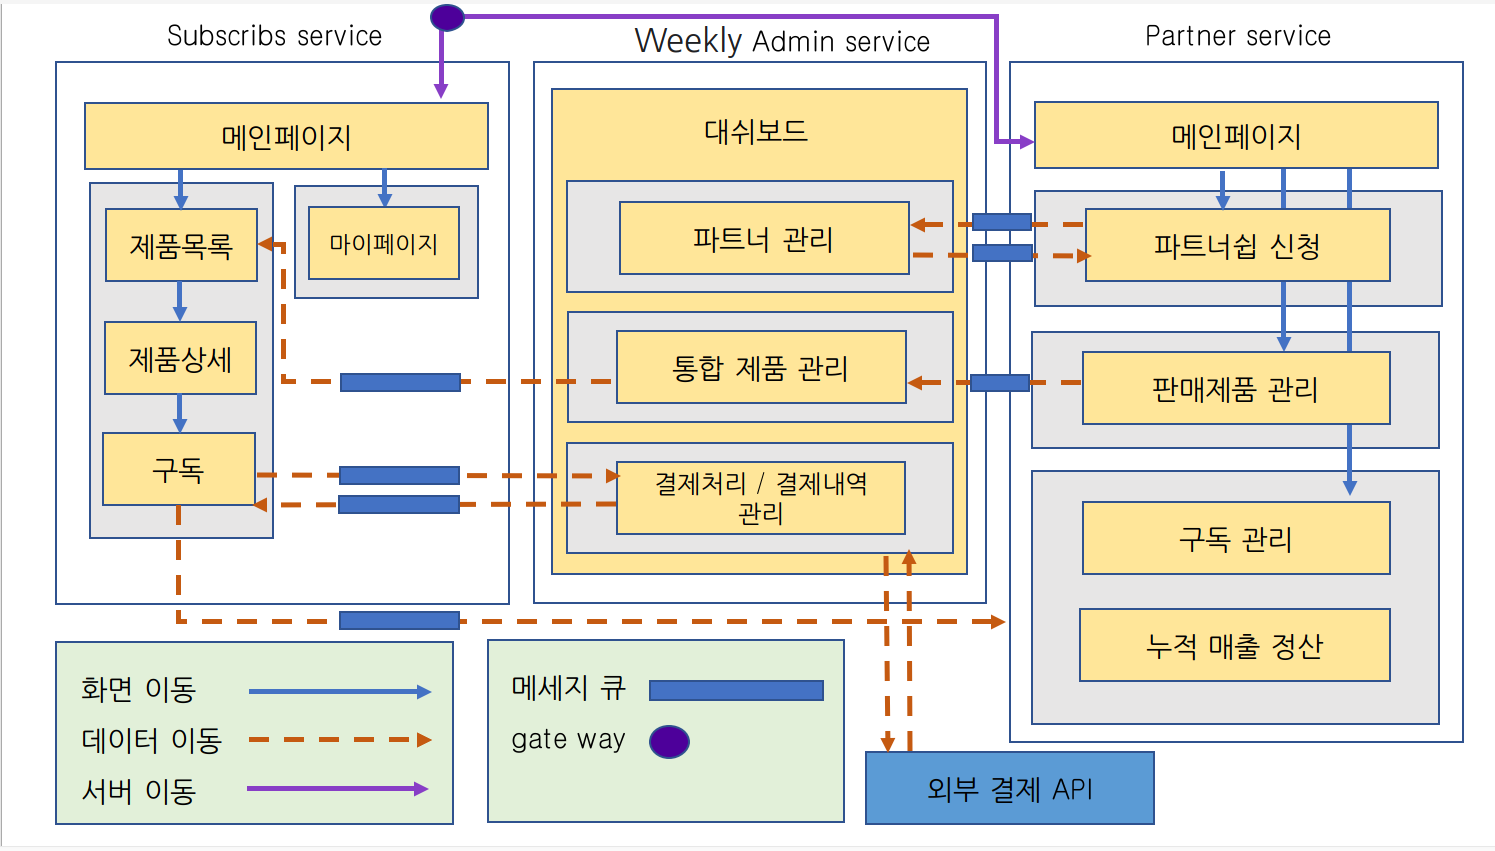 Subscribs service
Weekly Admin service
Partner service
메인페이지
제품목록
마이페이지
제품상세
구독
대쉬보드
파트너 관리
통합 제품 관리
결제처리 / 결제내역
관리
메인페이지
파트너쉽 신청
판매제품 관리
구독 관리
누적 매출 정산
화면 이동
데이터 이동
서버 이동
메세지 큐
gate way
외부 결제 API